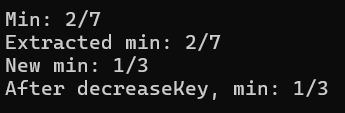 Min: 2/7
Extracted min: 2/7
New min: 1/3
After decreaseKey, min: 1/3